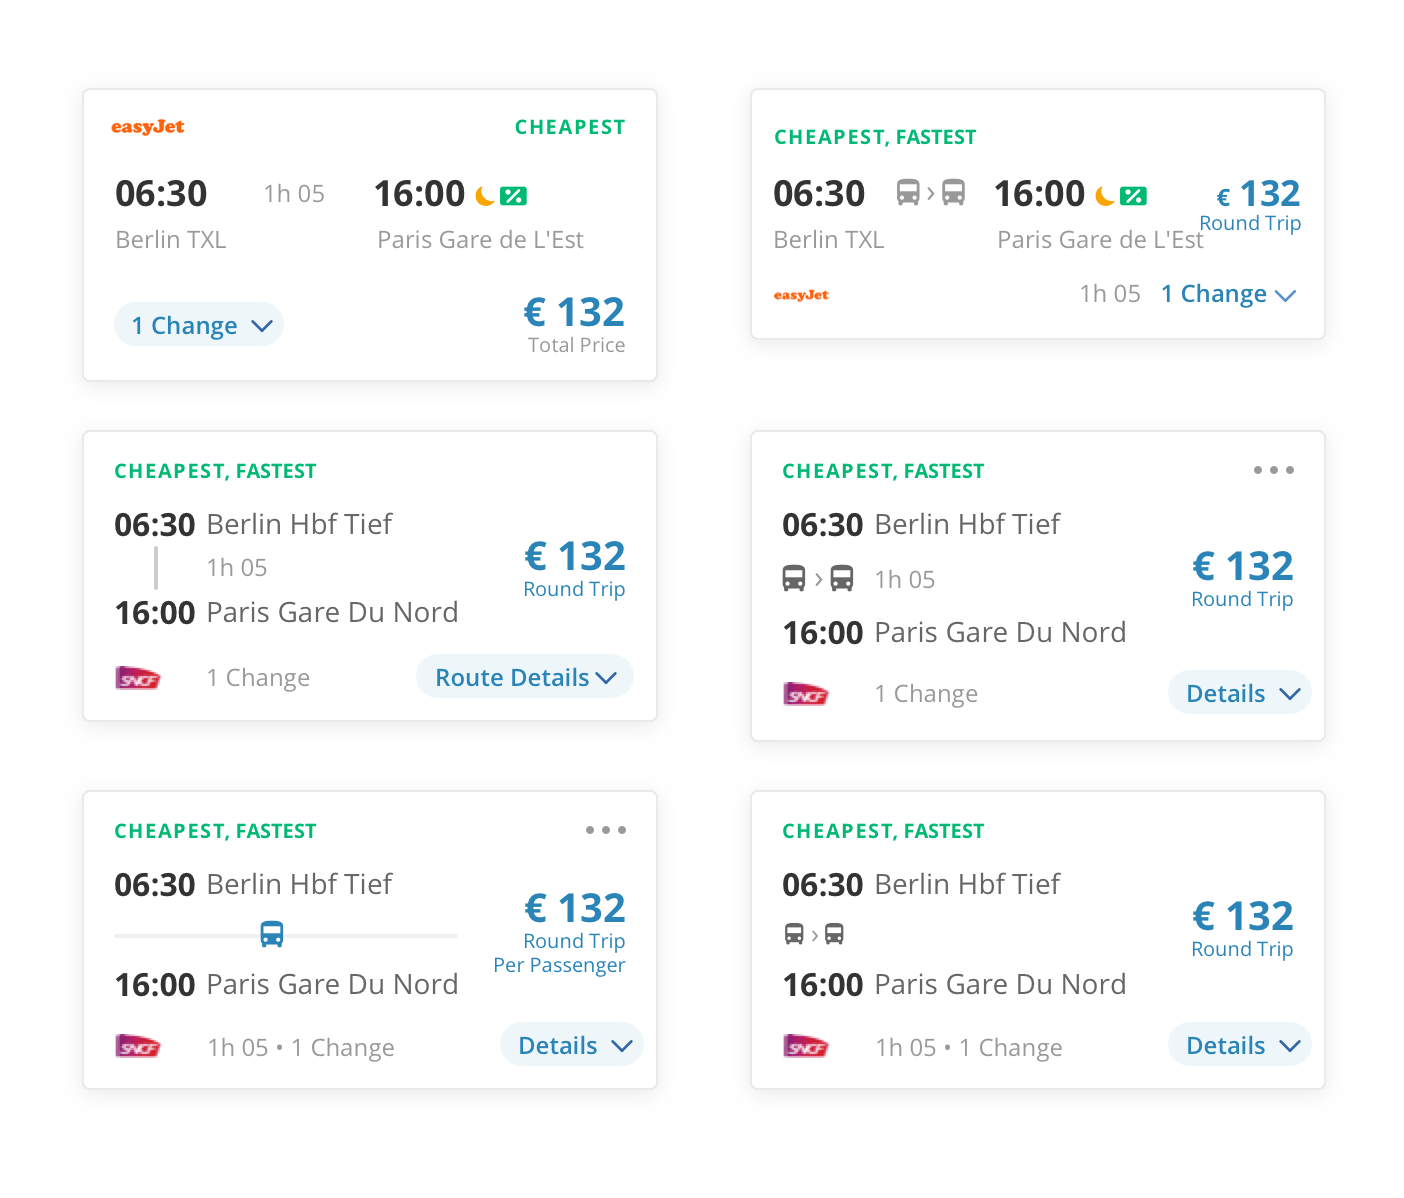 easyJet CHEAPEST
06:30 1h 05 16:00
Berlin TXL Paris Gare de L'Est
1 Change € 132
Total Price
CHEAPEST, FASTEST
06:30 › 16:00 € 132
Round Trip
Berlin TXL Paris Gare de L'Est
easyJet 1h 05 1 Change
CHEAPEST, FASTEST
06:30 Berlin Hbf Tief
€ 132
1h 05
Round Trip
16:00 Paris Gare Du Nord
SNCF 1 Change Route Details
CHEAPEST, FASTEST
06:30 Berlin Hbf Tief
€ 132
› 1h 05
Round Trip
16:00 Paris Gare Du Nord
SNCF 1 Change Details
CHEAPEST, FASTEST
06:30 Berlin Hbf Tief
€ 132
Round Trip
Per Passenger
16:00 Paris Gare Du Nord
SNCF 1h 05 • 1 Change Details
CHEAPEST, FASTEST
06:30 Berlin Hbf Tief
€ 132
›
Round Trip
16:00 Paris Gare Du Nord
SNCF 1h 05 • 1 Change Details